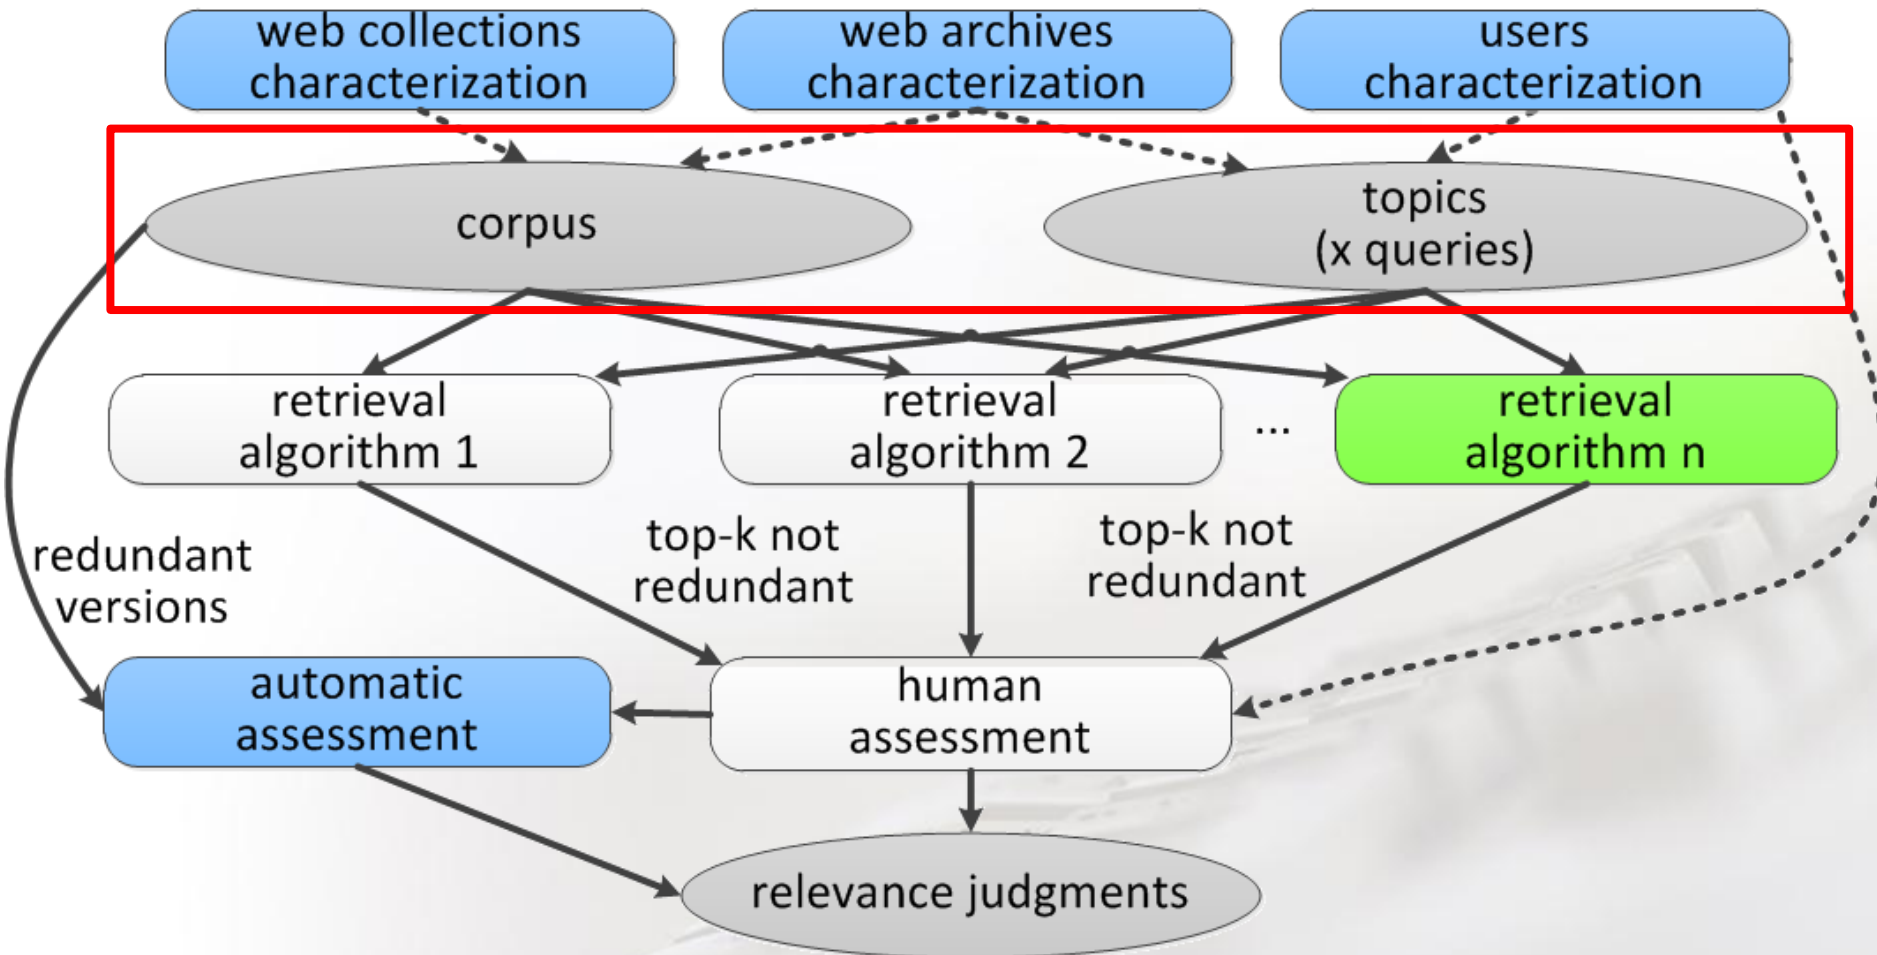 web collections
characterization
web archives
characterization
users
characterization
corpus
topics
(x queries)
retrieval
algorithm 1
retrieval
algorithm 2
...
retrieval
algorithm n
redundant
versions
top-k not
redundant
top-k not
redundant
automatic
assessment
human
assessment
relevance judgments